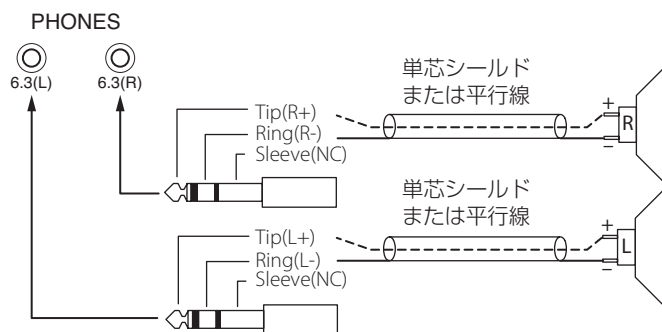 PHONES
6.3(L) 6.3(R)
単芯シールド
または平行線
Tip(R+)
Ring(R-)
Sleeve(NC)
+
R
−
単芯シールド
または平行線
Tip(L+)
Ring(L-)
Sleeve(NC)
+
L
−